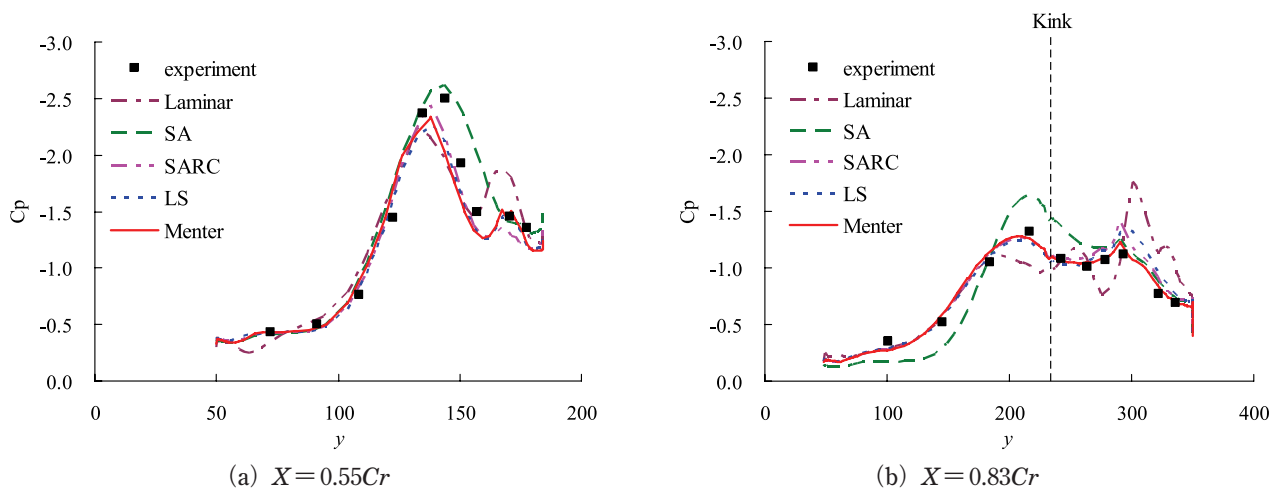 -3.0
-2.5
-2.0
-1.5
-1.0
-0.5
0.0
Cp
experiment
Laminar
SA
SARC
LS
Menter
0 50 100 150 200
y
(a) X=0.55Cr
Kink
-3.0
-2.5
-2.0
-1.5
-1.0
-0.5
0.0
Cp
experiment
Laminar
SA
SARC
LS
Menter
0 100 200 300 400
y
(b) X=0.83Cr